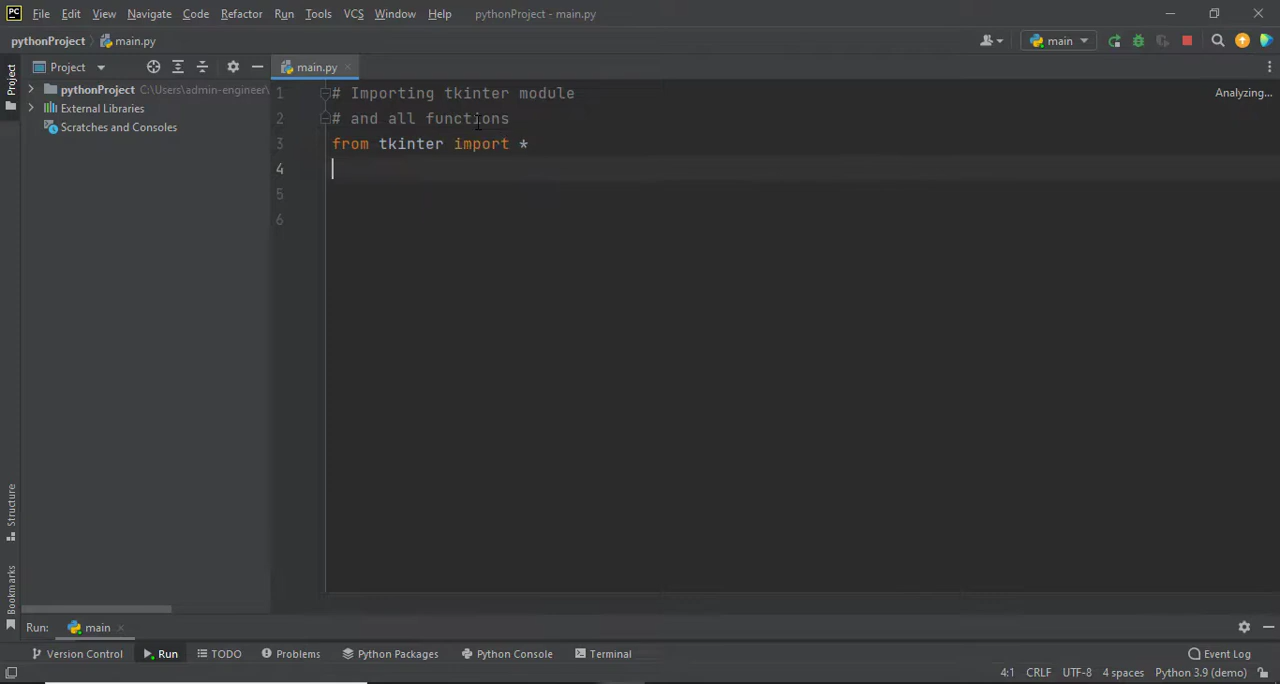 PC File Edit View Navigate Code Refactor Run Tools VCS Window Help pythonProject - main.py
pythonProject main.py main
Project Project main.py
pythonProject C:\Users\admin-engineer\
External Libraries
Scratches and Consoles
1 # Importing tkinter module
2 # and all functions
3 from tkinter import *
4
5
6
Analyzing...
Structure
Bookmarks
Run: main
Version Control Run TODO Problems Python Packages Python Console Terminal Event Log
4:1 CRLF UTF-8 4 spaces Python 3.9 (demo)